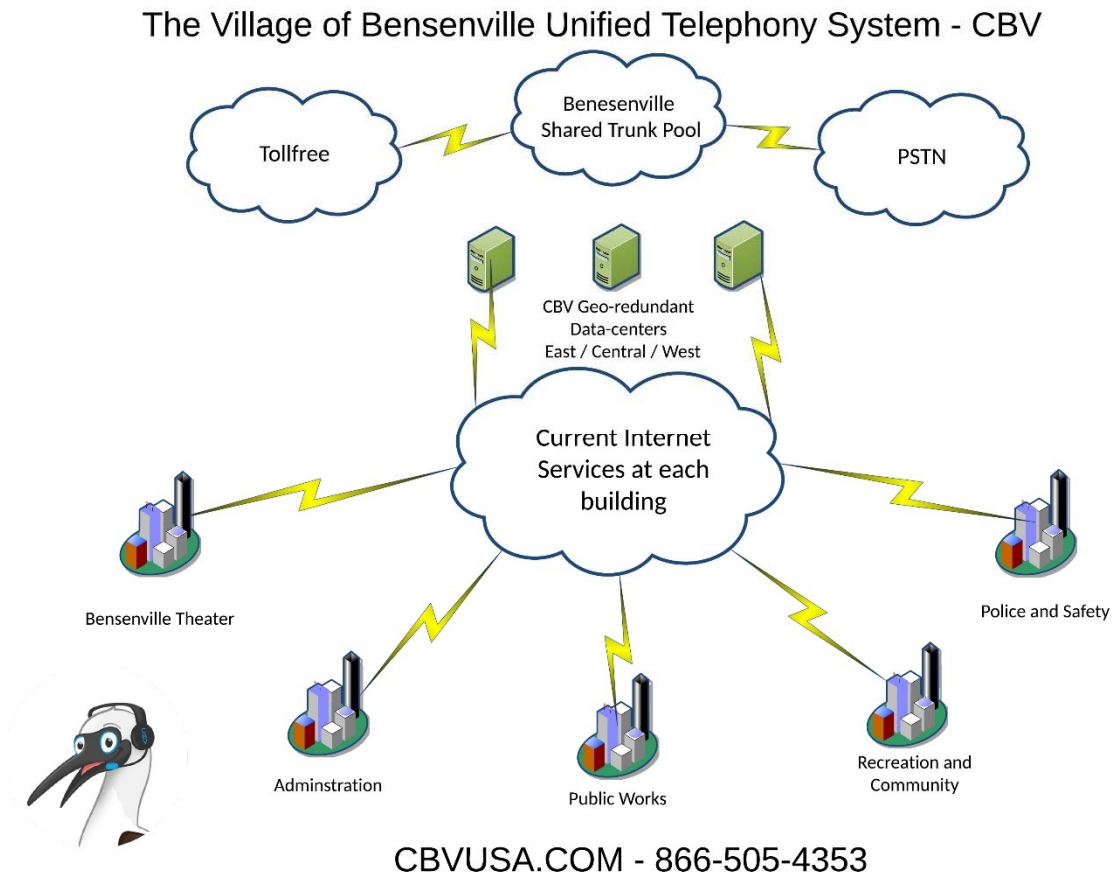 The Village of Bensenville Unified Telephony System - CBV
Benesenville
Shared Trunk Pool
Tollfree
PSTN
CBV Geo-redundant
Data-centers
East / Central / West
Current Internet
Services at each
building
Bensenville Theater
Police and Safety
Adminstration
Public Works
Recreation and
Community
CBVUSA.COM - 866-505-4353